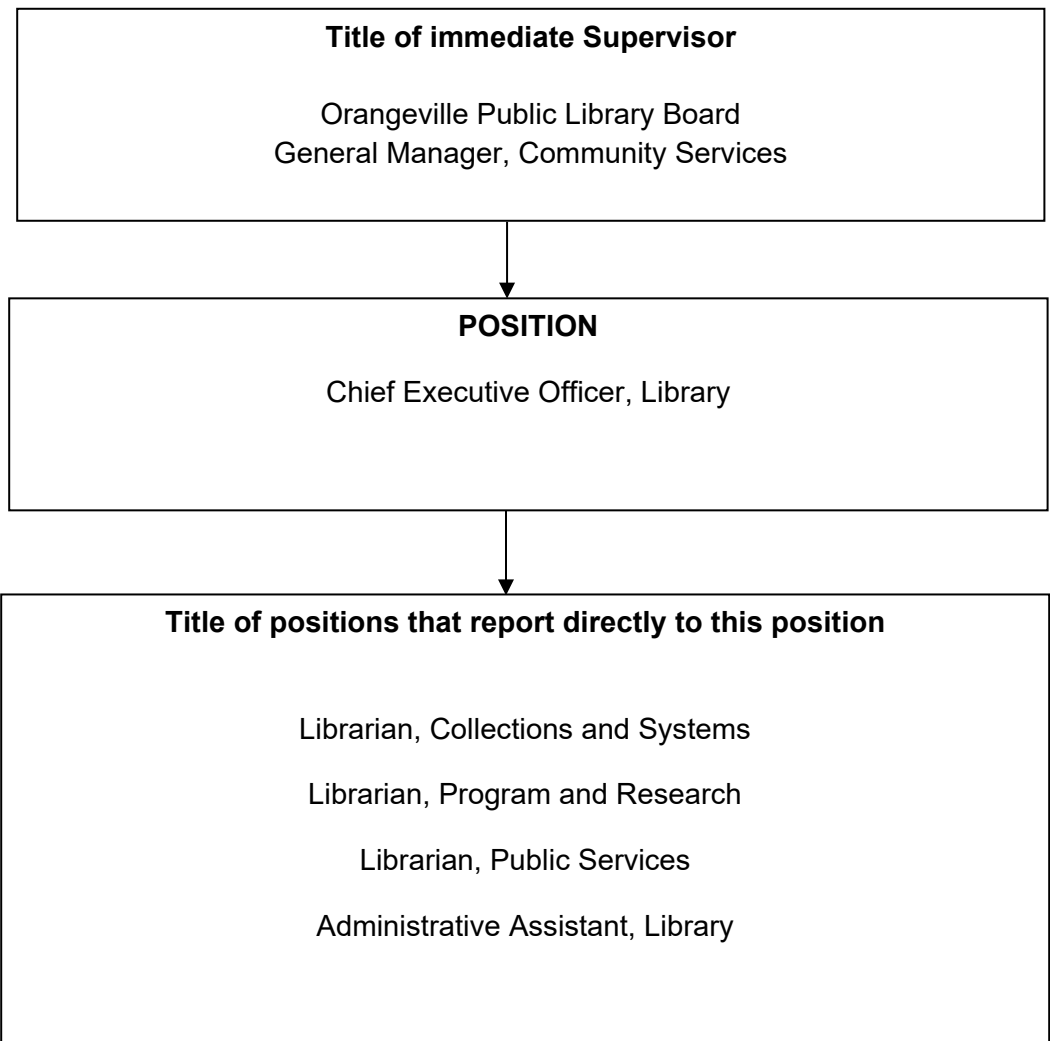 Title of immediate Supervisor
Orangeville Public Library Board
General Manager, Community Services
POSITION
Chief Executive Officer, Library
Title of positions that report directly to this position
Librarian, Collections and Systems
Librarian, Program and Research
Librarian, Public Services
Administrative Assistant, Library